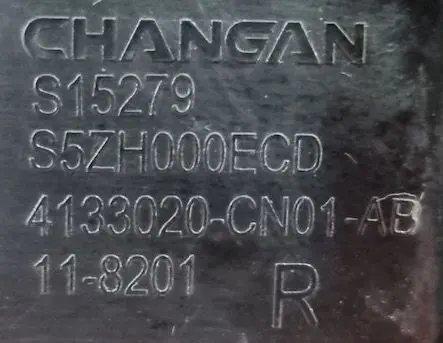 CHANGAN
S15279
S5ZH000ECD
4133020-CN01-AB
11-8201
R